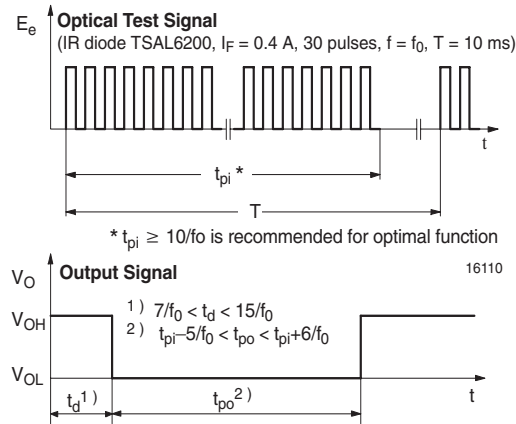 Eₑ
Optical Test Signal
(IR diode TSAL6200, I_F = 0.4 A, 30 pulses, f = f₀, T = 10 ms)
t
t_pi *
T
* t_pi ≥ 10/fo is recommended for optimal function
16110
V_O
Output Signal
V_OH
1) 7/f₀ < t_d < 15/f₀
2) t_pi–5/f₀ < t_po < t_pi+6/f₀
V_OL
t
t_d 1)
t_po 2)